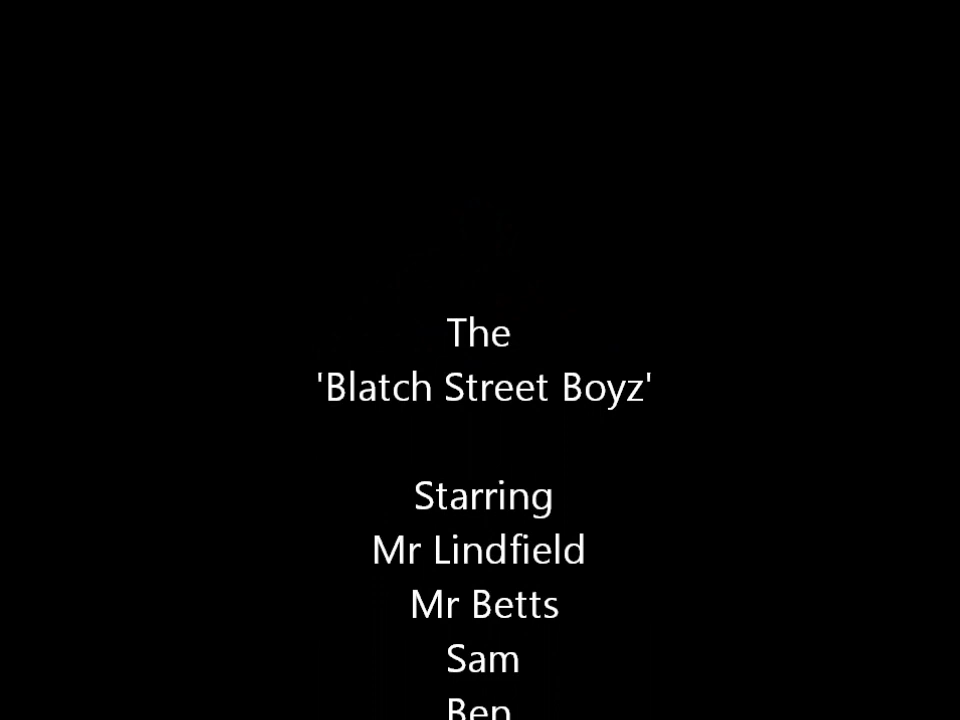 The
'Blatch Street Boyz'
Starring
Mr Lindfield
Mr Betts
Sam
Ben